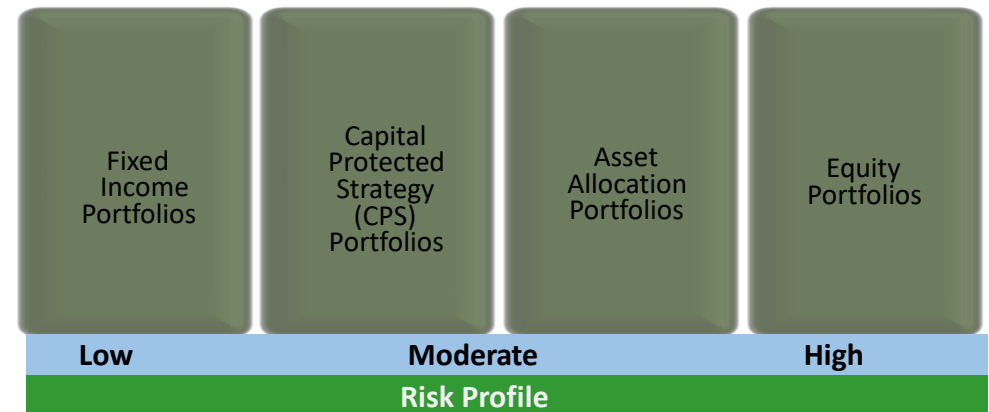 Fixed
Income
Portfolios
Capital
Protected
Strategy
(CPS)
Portfolios
Asset
Allocation
Portfolios
Equity
Portfolios
Low Moderate High
Risk Profile